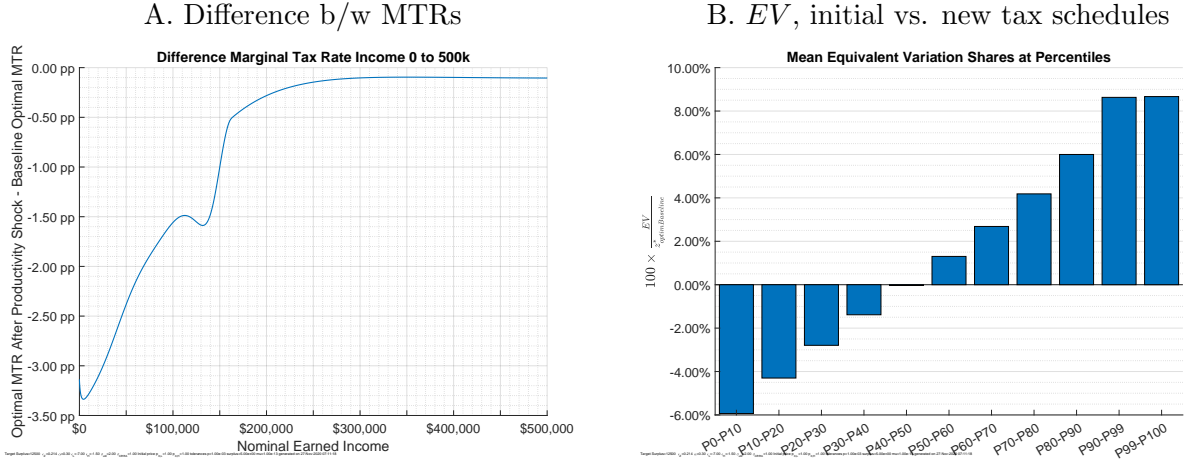 A. Difference b/w MTRs
Difference Marginal Tax Rate Income 0 to 500k
Optimal MTR After Productivity Shock - Baseline Optimal MTR
0.00 pp
-0.50 pp
-1.00 pp
-1.50 pp
-2.00 pp
-2.50 pp
-3.00 pp
-3.50 pp
$0
$100,000
$200,000
$300,000
$400,000
$500,000
Nominal Earned Income
B. EV, initial vs. new tax schedules
Mean Equivalent Variation Shares at Percentiles
100 × EV / z*optimBaseline
10.00%
8.00%
6.00%
4.00%
2.00%
0.00%
-2.00%
-4.00%
-6.00%
P0-P10
P10-P20
P20-P30
P30-P40
P40-P50
P50-P60
P60-P70
P70-P80
P80-P90
P90-P99
P99-P100